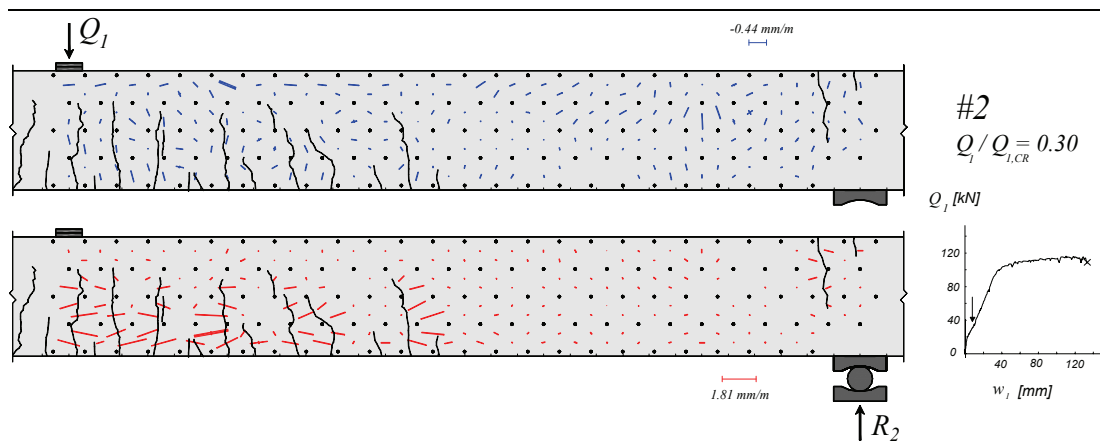 -0.44 mm/m
Q₁
#2
Q₁ / Q₁,CR = 0.30
Q₁ [kN]
120
80
40
0
40 80 120
w₁ [mm]
1.81 mm/m
R₂